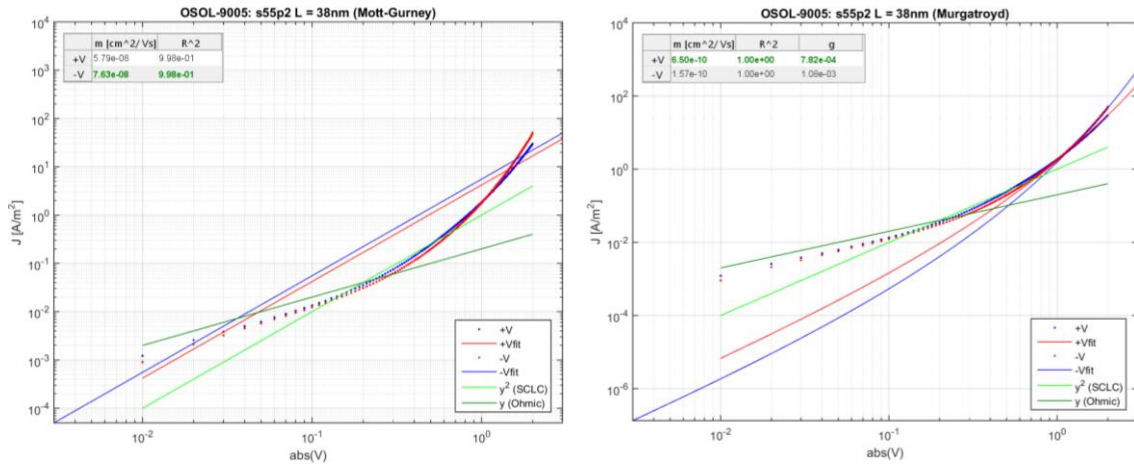 OSOL-9005: s55p2 L = 38nm (Mott-Gurney)
m [cm^2/ Vs] R^2
+V 5.79e-08 9.98e-01
-V 7.63e-08 9.98e-01
10^4
10^3
10^2
10^1
10^0
10^-1
10^-2
10^-3
10^-4
J [A/m^2]
10^-2 10^-1 10^0
abs(V)
+V
+Vfit
-V
-Vfit
y^2 (SCLC)
y (Ohmic)
OSOL-9005: s55p2 L = 38nm (Murgatroyd)
m [cm^2/ Vs] R^2 g
+V 6.50e-10 1.00e+00 7.82e-04
-V 1.57e-10 1.00e+00 1.06e-03
10^4
10^2
10^0
10^-2
10^-4
10^-6
J [A/m^2]
10^-2 10^-1 10^0
abs(V)
+V
+Vfit
-V
-Vfit
y^2 (SCLC)
y (Ohmic)